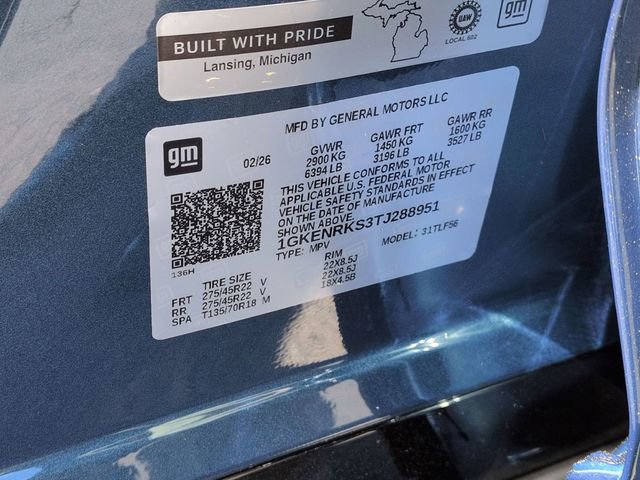 BUILT WITH PRIDE
Lansing, Michigan
UAW
LOCAL 602
gm
MFD BY GENERAL MOTORS LLC
gm
02/26
GVWR GAWR FRT GAWR RR
2900 KG 1450 KG 1600 KG
6394 LB 3196 LB 3527 LB
THIS VEHICLE CONFORMS TO ALL
APPLICABLE U.S. FEDERAL MOTOR
VEHICLE SAFETY STANDARDS IN EFFECT
ON THE DATE OF MANUFACTURE
SHOWN ABOVE.
1GKENRKS3TJ288951
TYPE: MPV MODEL: 31TLF56
136H
TIRE SIZE RIM
FRT 275/45R22 V 22X8.5J
RR 275/45R22 V 22X8.5J
SPA T135/70R18 M 18X4.5B